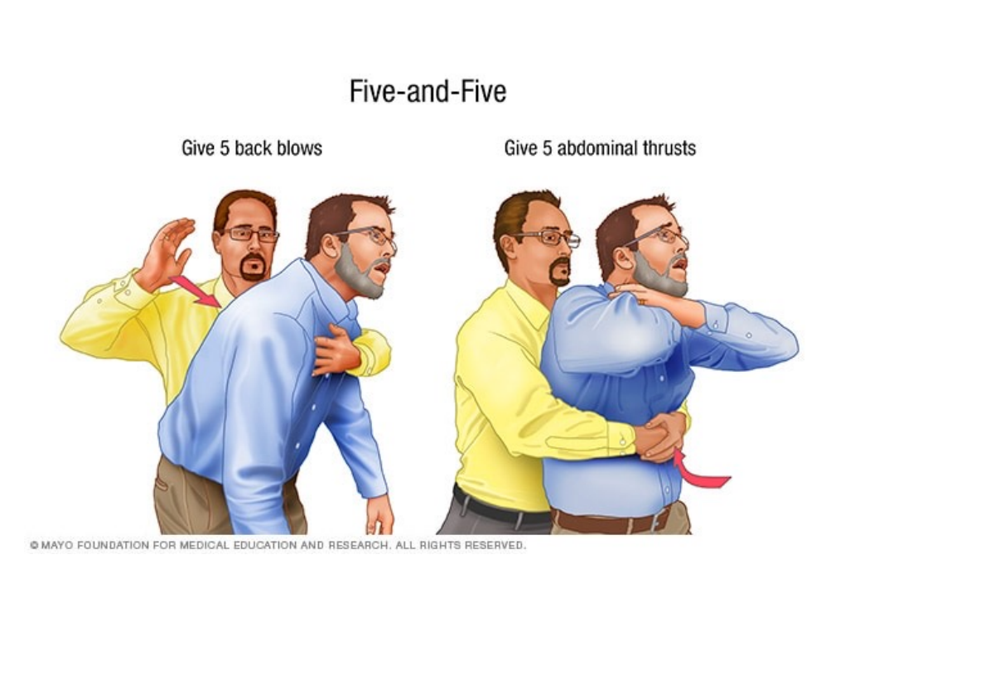 Five-and-Five
Give 5 back blows
Give 5 abdominal thrusts
© MAYO FOUNDATION FOR MEDICAL EDUCATION AND RESEARCH. ALL RIGHTS RESERVED.